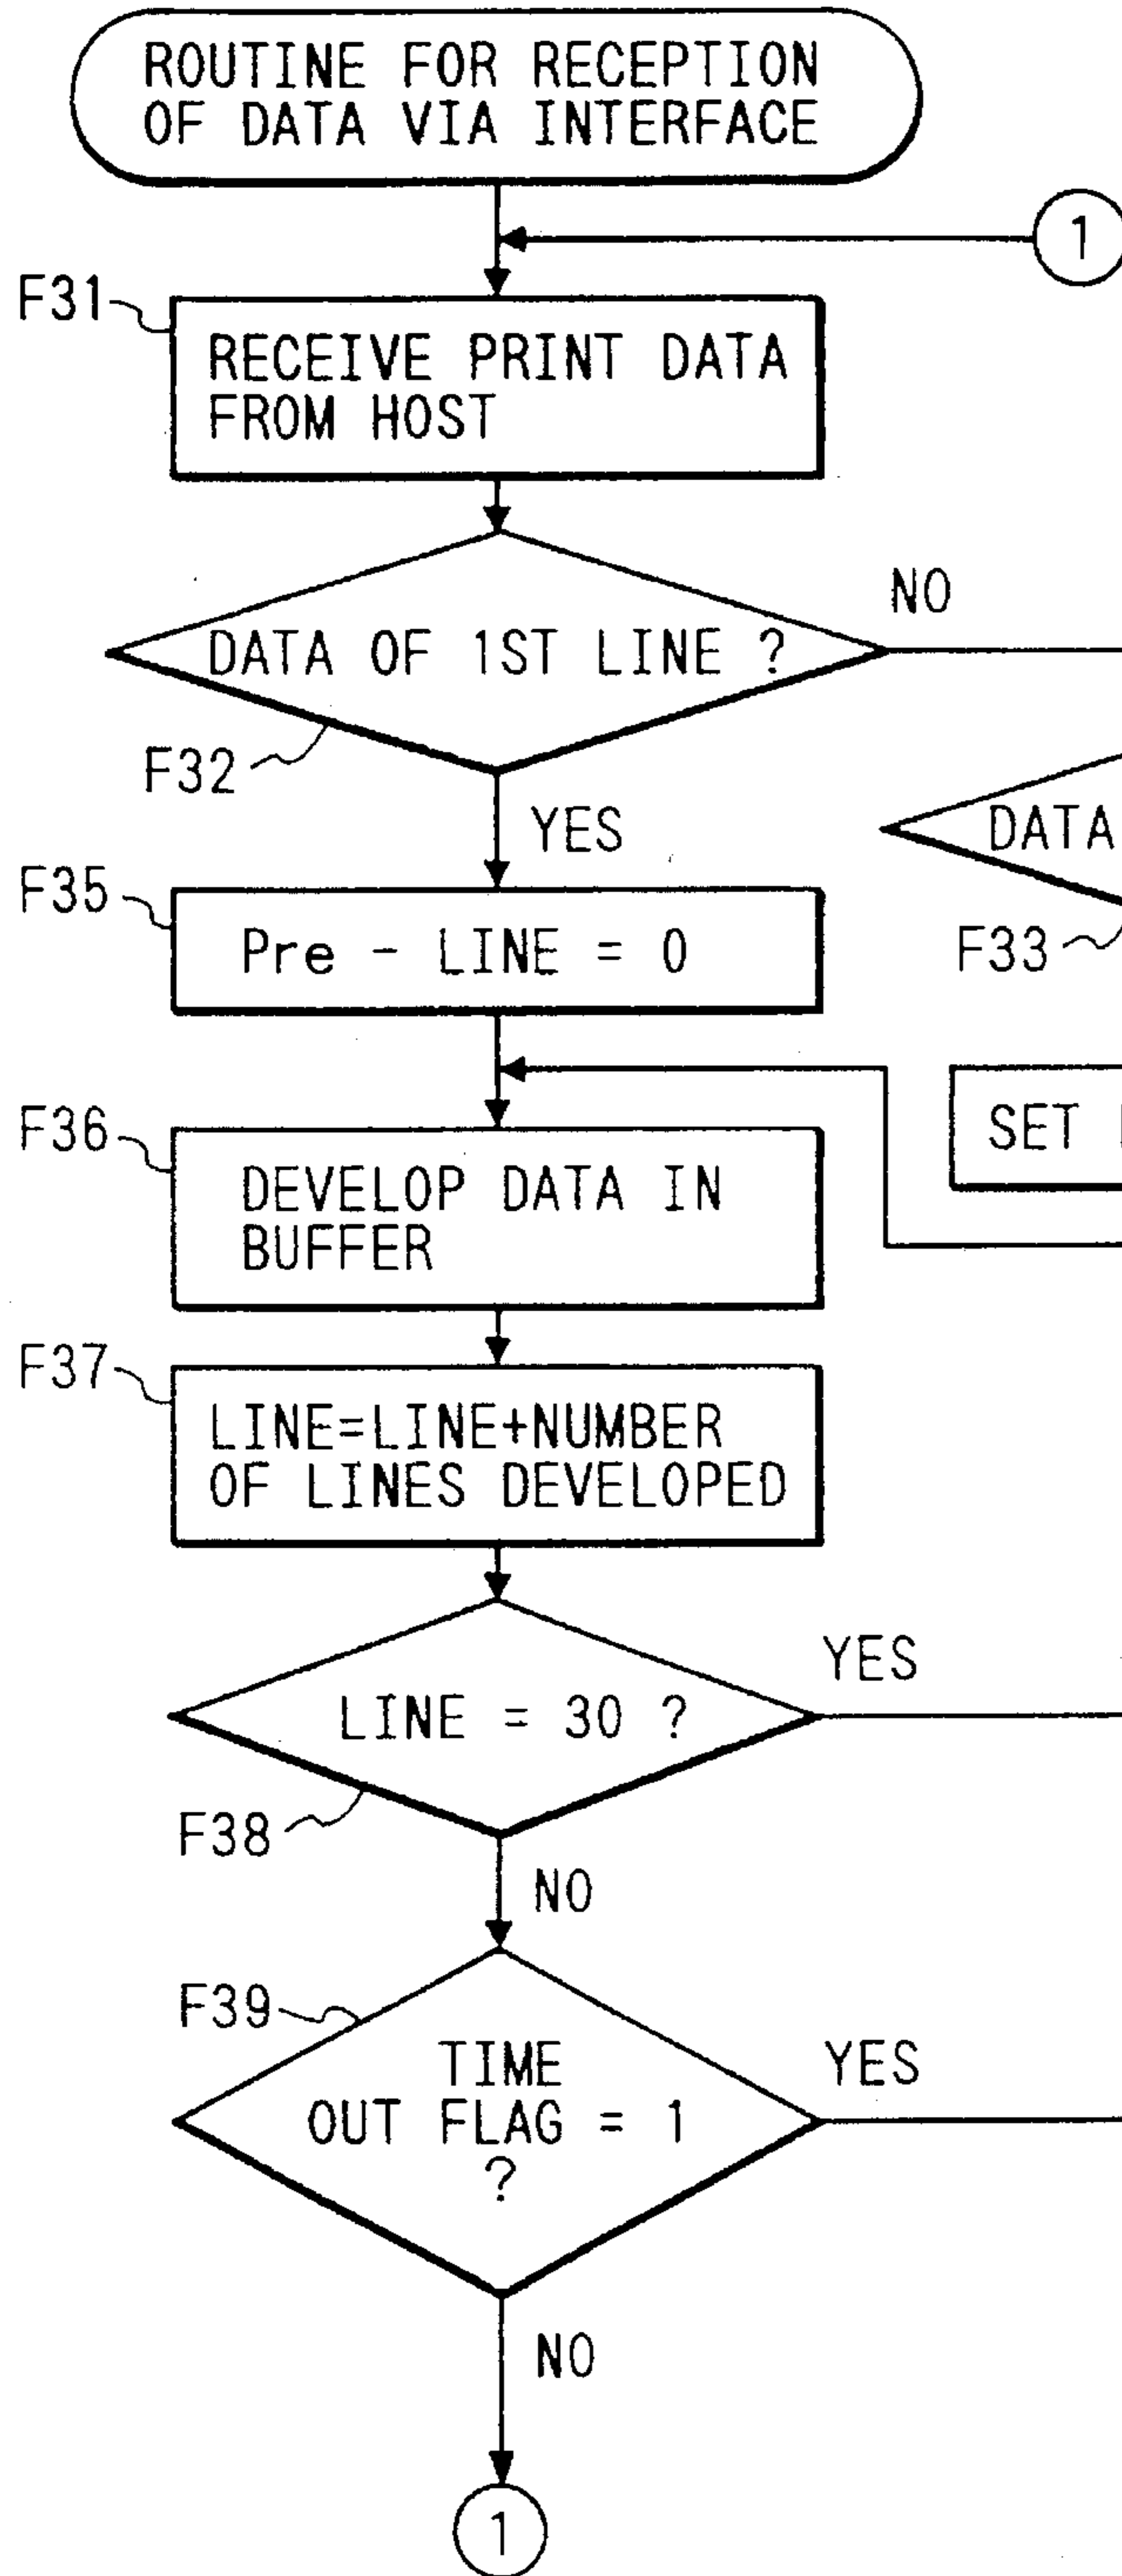 ROUTINE FOR RECEPTION
OF DATA VIA INTERFACE
1
F31
RECEIVE PRINT DATA
FROM HOST
NO
DATA OF 1ST LINE ?
F32
YES
DATA
F33
F35
Pre - LINE = 0
SET
F36
DEVELOP DATA IN
BUFFER
F37
LINE=LINE+NUMBER
OF LINES DEVELOPED
YES
LINE = 30 ?
F38
NO
F39
YES
TIME
OUT FLAG = 1
?
NO
1